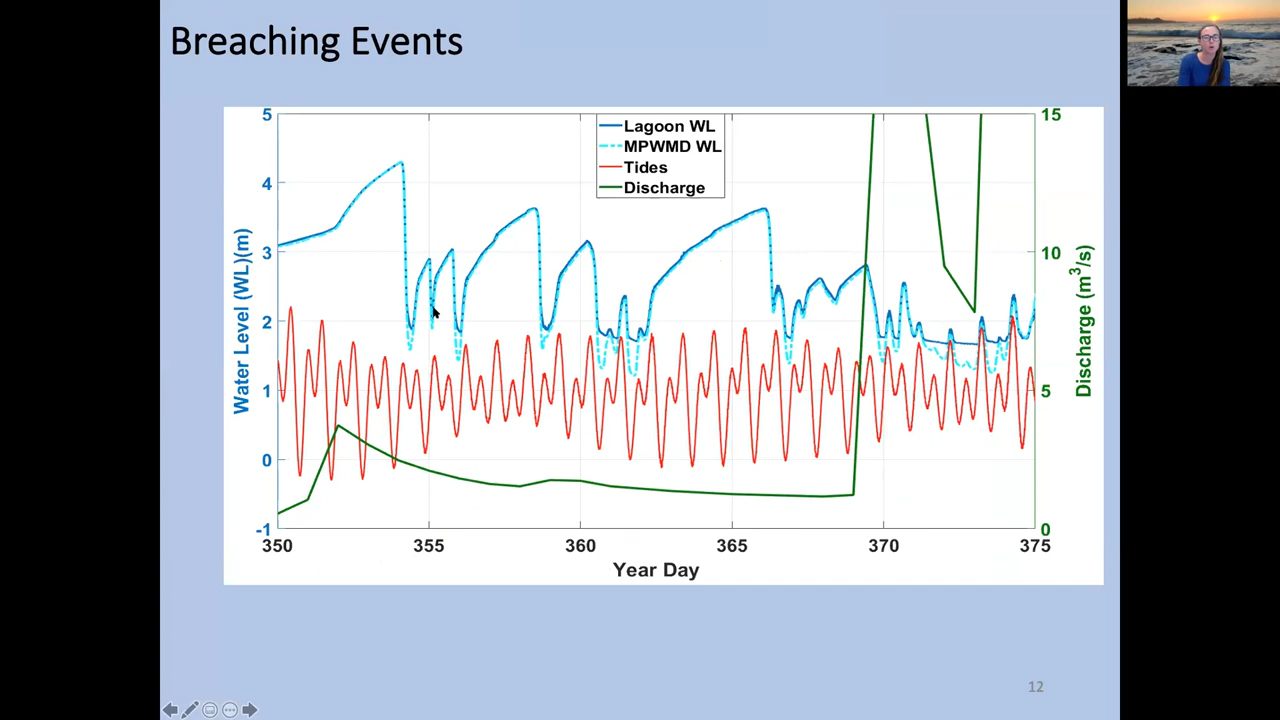 Breaching Events
Lagoon WL
MPWMD WL
Tides
Discharge
Water Level (WL)(m)
5
4
3
2
1
0
-1
15
10
5
0
Discharge (m³/s)
350
355
360
365
370
375
Year Day
12